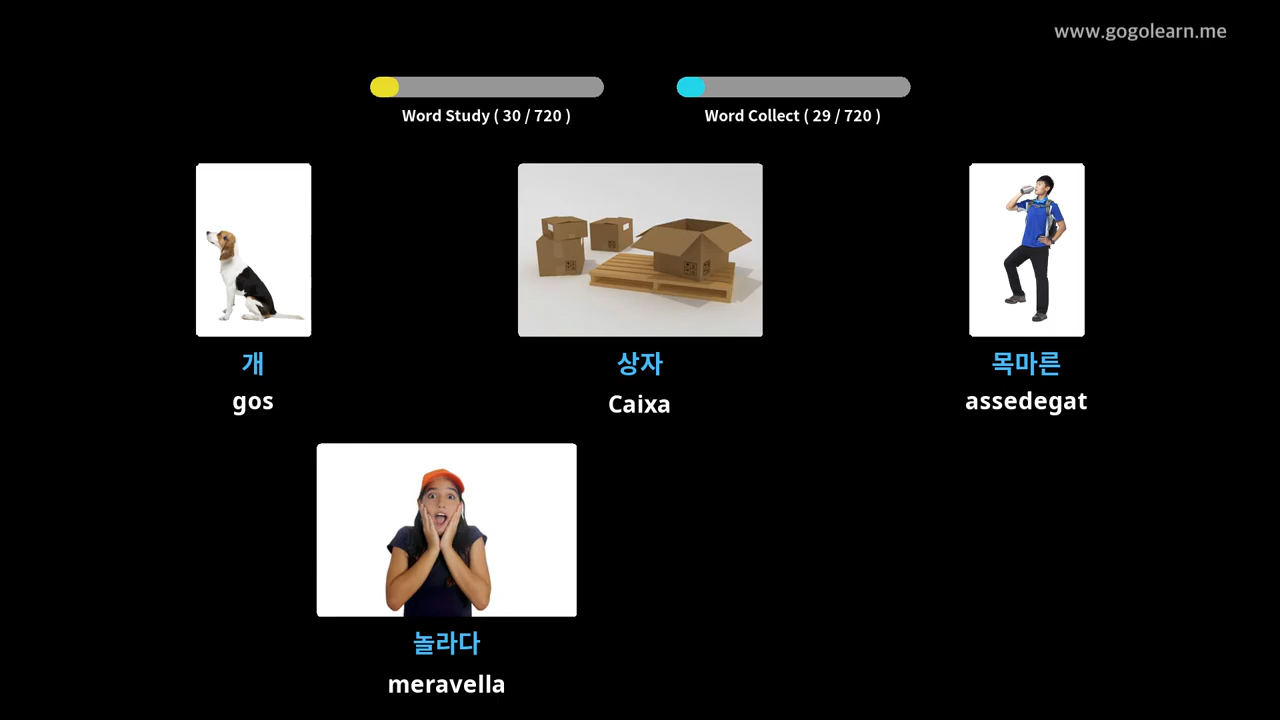 www.gogolearn.me
Word Study ( 30 / 720 )
Word Collect ( 29 / 720 )
개
gos
상자
Caixa
목마른
assedegat
놀라다
meravella